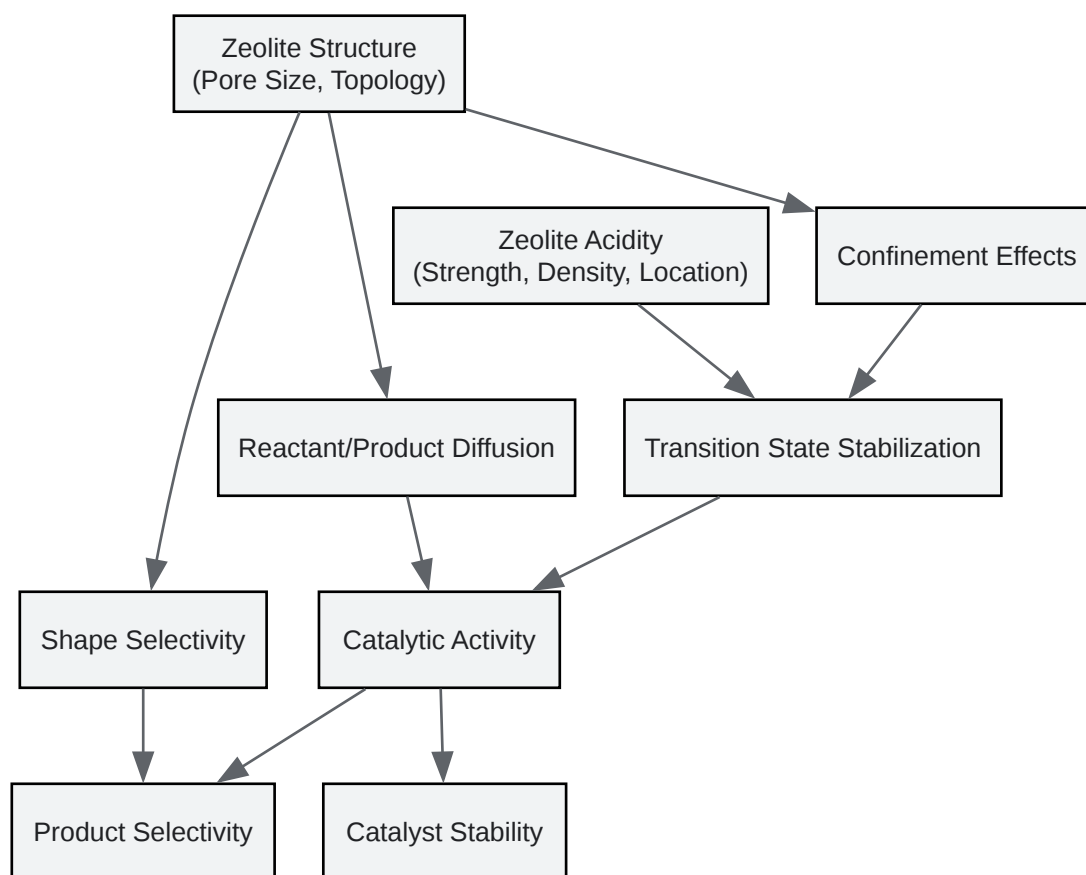 Zeolite Structure
(Pore Size, Topology)
Zeolite Acidity
(Strength, Density, Location)
Confinement Effects
Reactant/Product Diffusion
Transition State Stabilization
Shape Selectivity
Catalytic Activity
Product Selectivity
Catalyst Stability